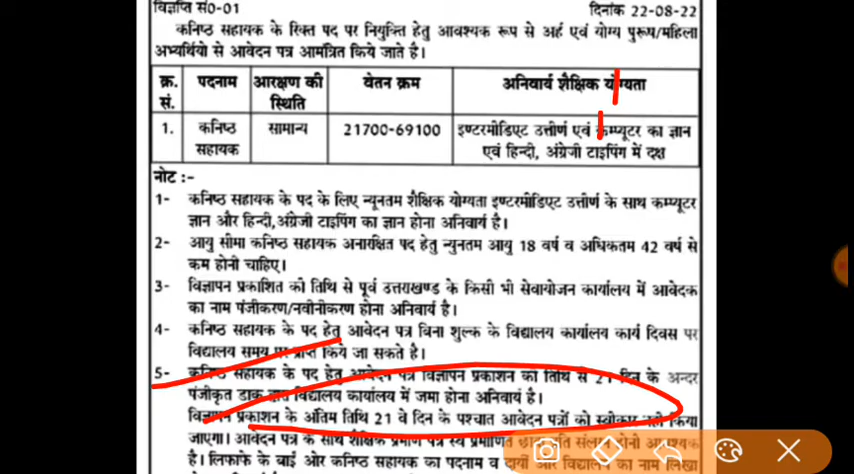 विज्ञप्ति सं0-01 दिनांक 22-08-22
कनिष्ठ सहायक के रिक्त पद पर नियुक्ति हेतु आवश्यक रूप से अर्ह एवं योग्य पुरूष/महिला
अभ्यर्थियो से आवेदन पत्र आमंत्रित किये जाते है।
क्र. सं. पदनाम आरक्षण की स्थिति वेतन क्रम अनिवार्य शैक्षिक योग्यता
1. कनिष्ठ सहायक सामान्य 21700-69100 इण्टरमीडिएट उत्तीर्ण एवं कम्प्यूटर का ज्ञान
एवं हिन्दी, अंग्रेजी टाइपिंग में दक्ष
नोट :-
1- कनिष्ठ सहायक के पद के लिए न्यूनतम शैक्षिक योग्यता इण्टरमीडिएट उत्तीर्ण के साथ कम्प्यूटर
ज्ञान और हिन्दी,अंग्रेजी टाइपिंग का ज्ञान होना अनिवार्य है।
2- आयु सीमा कनिष्ठ सहायक अनारक्षित पद हेतु न्युनतम आयु 18 वर्ष व अधिकतम 42 वर्ष से
कम होनी चाहिए।
3- विज्ञापन प्रकाशित की तिथि से पूर्व उत्तराखण्ड के किसी भी सेवायोजन कार्यालय में आवेदक
का नाम पंजीकरण/नवीनीकरण होना अनिवार्य है।
4- कनिष्ठ सहायक के पद हेतु आवेदन पत्र बिना शुल्क के विद्यालय कार्यालय कार्य दिवस पर
विद्यालय समय पर प्राप्त किये जा सकते है।
5- कनिष्ठ सहायक के पद हेतु आवेदन पत्र विज्ञापन प्रकाशन की तिथि से 21 दिन के अन्दर
पंजीकृत डाक द्वारा विद्यालय कार्यालय में जमा होना अनिवार्य है।
विज्ञापन प्रकाशन के अंतिम तिथि 21 वे दिन के पश्चात आवेदन पत्रों को स्वीकार नही किया
जाएगा। आवेदन पत्र के साथ शैक्षिक प्रमाण पत्र स्व प्रमाणित होनी आवश्यक
है। लिफाफे के बाई ओर कनिष्ठ सहायक का पदनाम व दायीं ओर विद्यालय का नाम लिखा